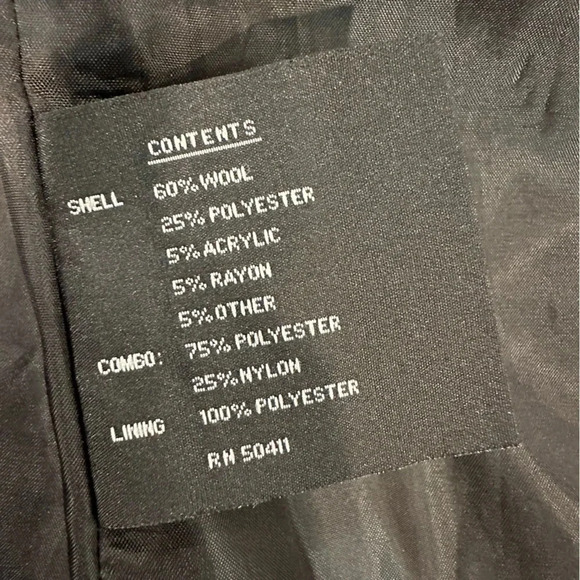 CONTENTS
SHELL 60% WOOL
25% POLYESTER
5% ACRYLIC
5% RAYON
5% OTHER
COMBO: 75% POLYESTER
25% NYLON
LINING 100% POLYESTER
RN 50411